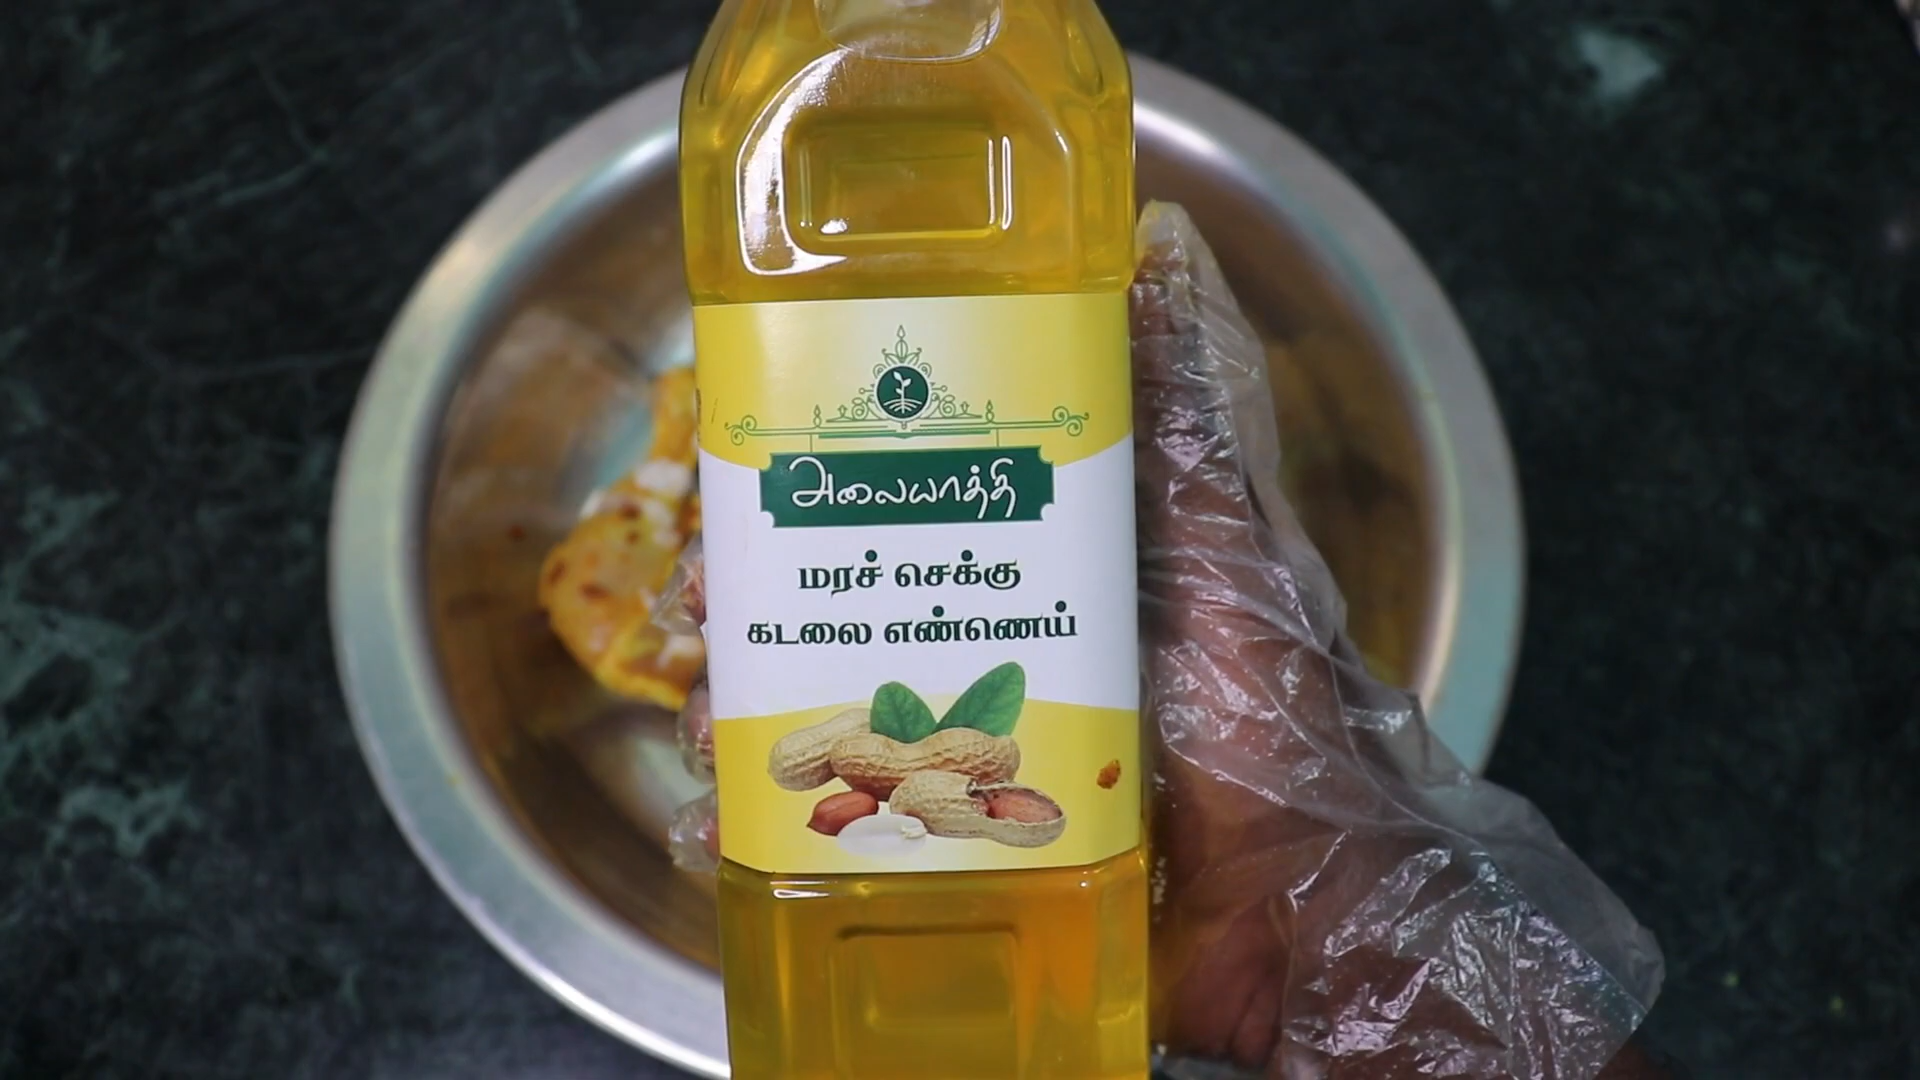 அலையாத்தி
மரச் செக்கு
கடலை எண்ணெய்